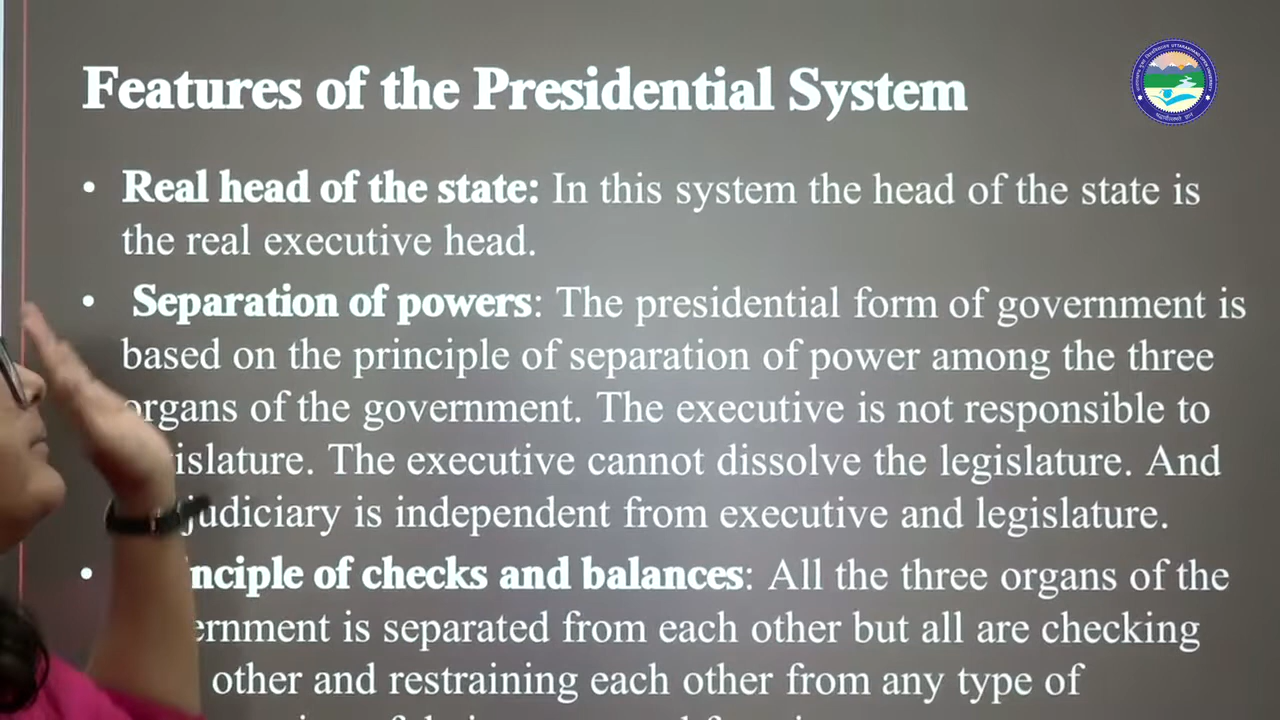 Features of the Presidential System
• Real head of the state: In this system the head of the state is
the real executive head.
• Separation of powers: The presidential form of government is
based on the principle of separation of power among the three
organs of the government. The executive is not responsible to
islature. The executive cannot dissolve the legislature. And
judiciary is independent from executive and legislature.
• nciple of checks and balances: All the three organs of the
ernment is separated from each other but all are checking
other and restraining each other from any type of